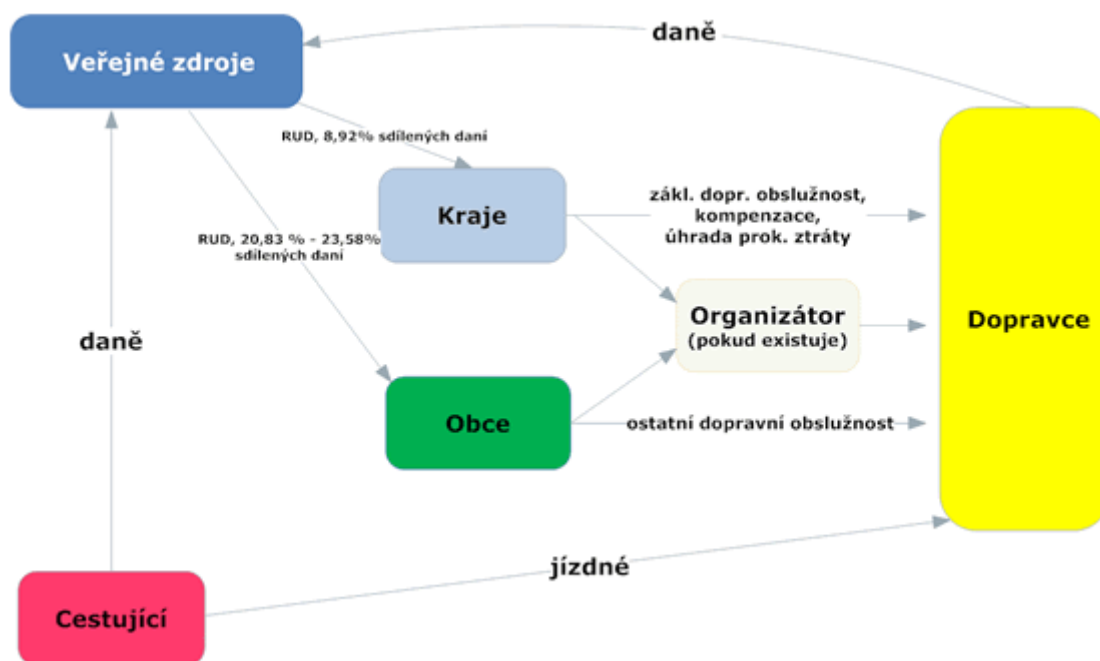 daně
Veřejné zdroje
RUD, 8,92% sdílených daní
Kraje
zákl. dopr. obslužnost,
kompenzace,
úhrada prok. ztráty
RUD, 20,83 % - 23,58%
sdílených daní
Organizátor
(pokud existuje)
Dopravce
daně
Obce
ostatní dopravní obslužnost
jízdné
Cestující